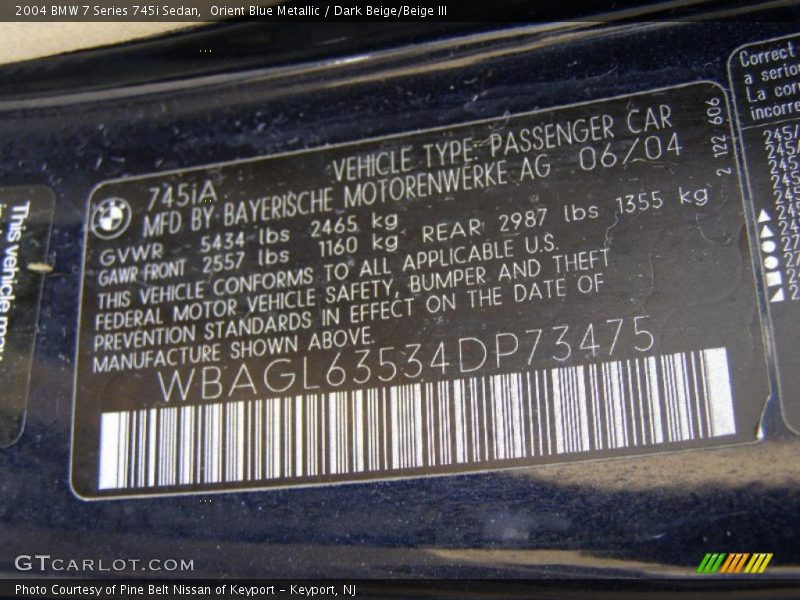 2004 BMW 7 Series 745i Sedan,  Orient Blue Metallic / Dark Beige/Beige III
745iA
VEHICLE TYPE: PASSENGER CAR
MFD BY BAYERISCHE MOTORENWERKE AG 06/04
GVWR 5434 lbs 2465 kg
GAWR FRONT 2557 lbs 1160 kg REAR 2987 lbs 1355 kg
THIS VEHICLE CONFORMS TO ALL APPLICABLE U.S.
FEDERAL MOTOR VEHICLE SAFETY, BUMPER AND THEFT
PREVENTION STANDARDS IN EFFECT ON THE DATE OF
MANUFACTURE SHOWN ABOVE.
WBAGL63534DP73475
2 122 606
This vehicle
Correct
a
La
245/
GTCARLOT.COM
Photo Courtesy of Pine Belt Nissan of Keyport – Keyport, NJ